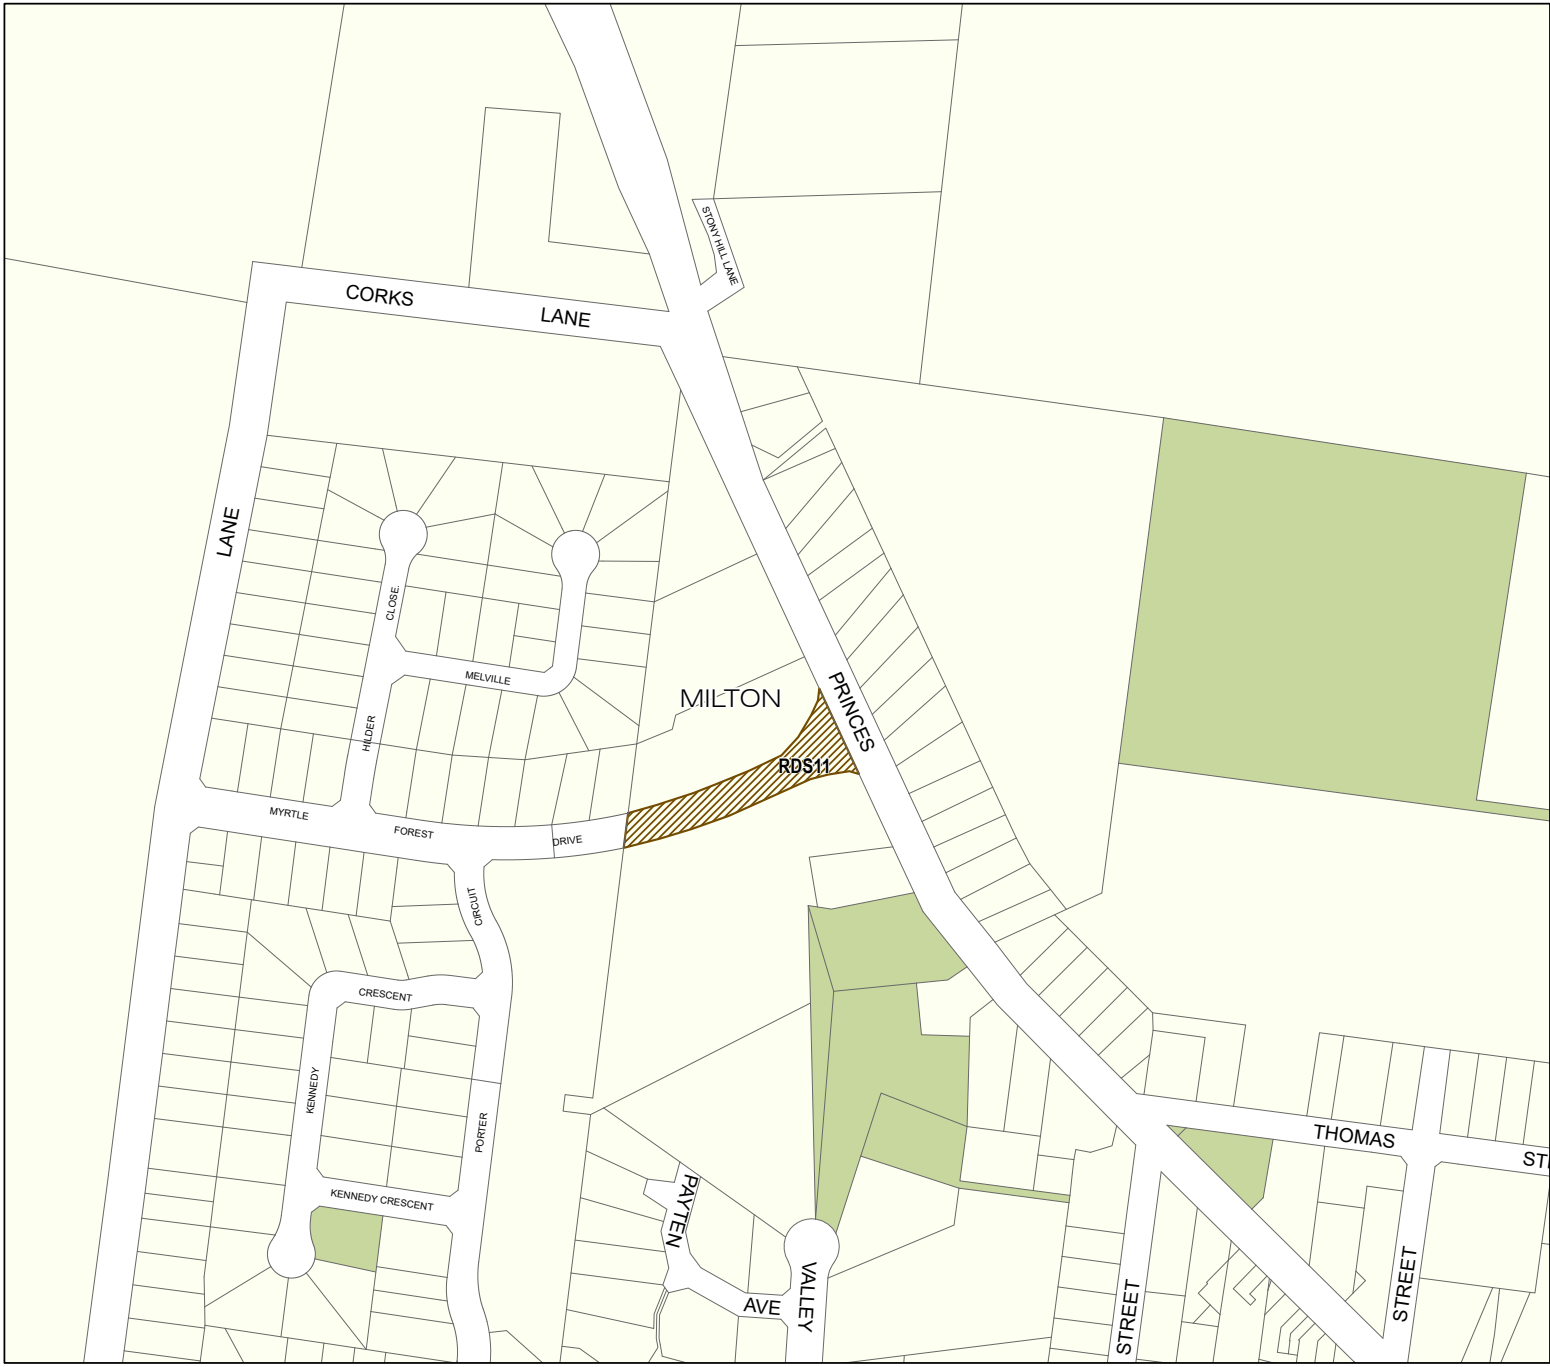 STONY HILL LANE
CORKS
LANE
LANE
CLOSE.
MELVILLE
MILTON
PRINCES
HILDER
RDS11
MYRTLE
FOREST
DRIVE
CIRCUIT
CRESCENT
KENNEDY
PORTER
THOMAS
ST
KENNEDY CRESCENT
PAYTEN
VALLEY
AVE
STREET
STREET